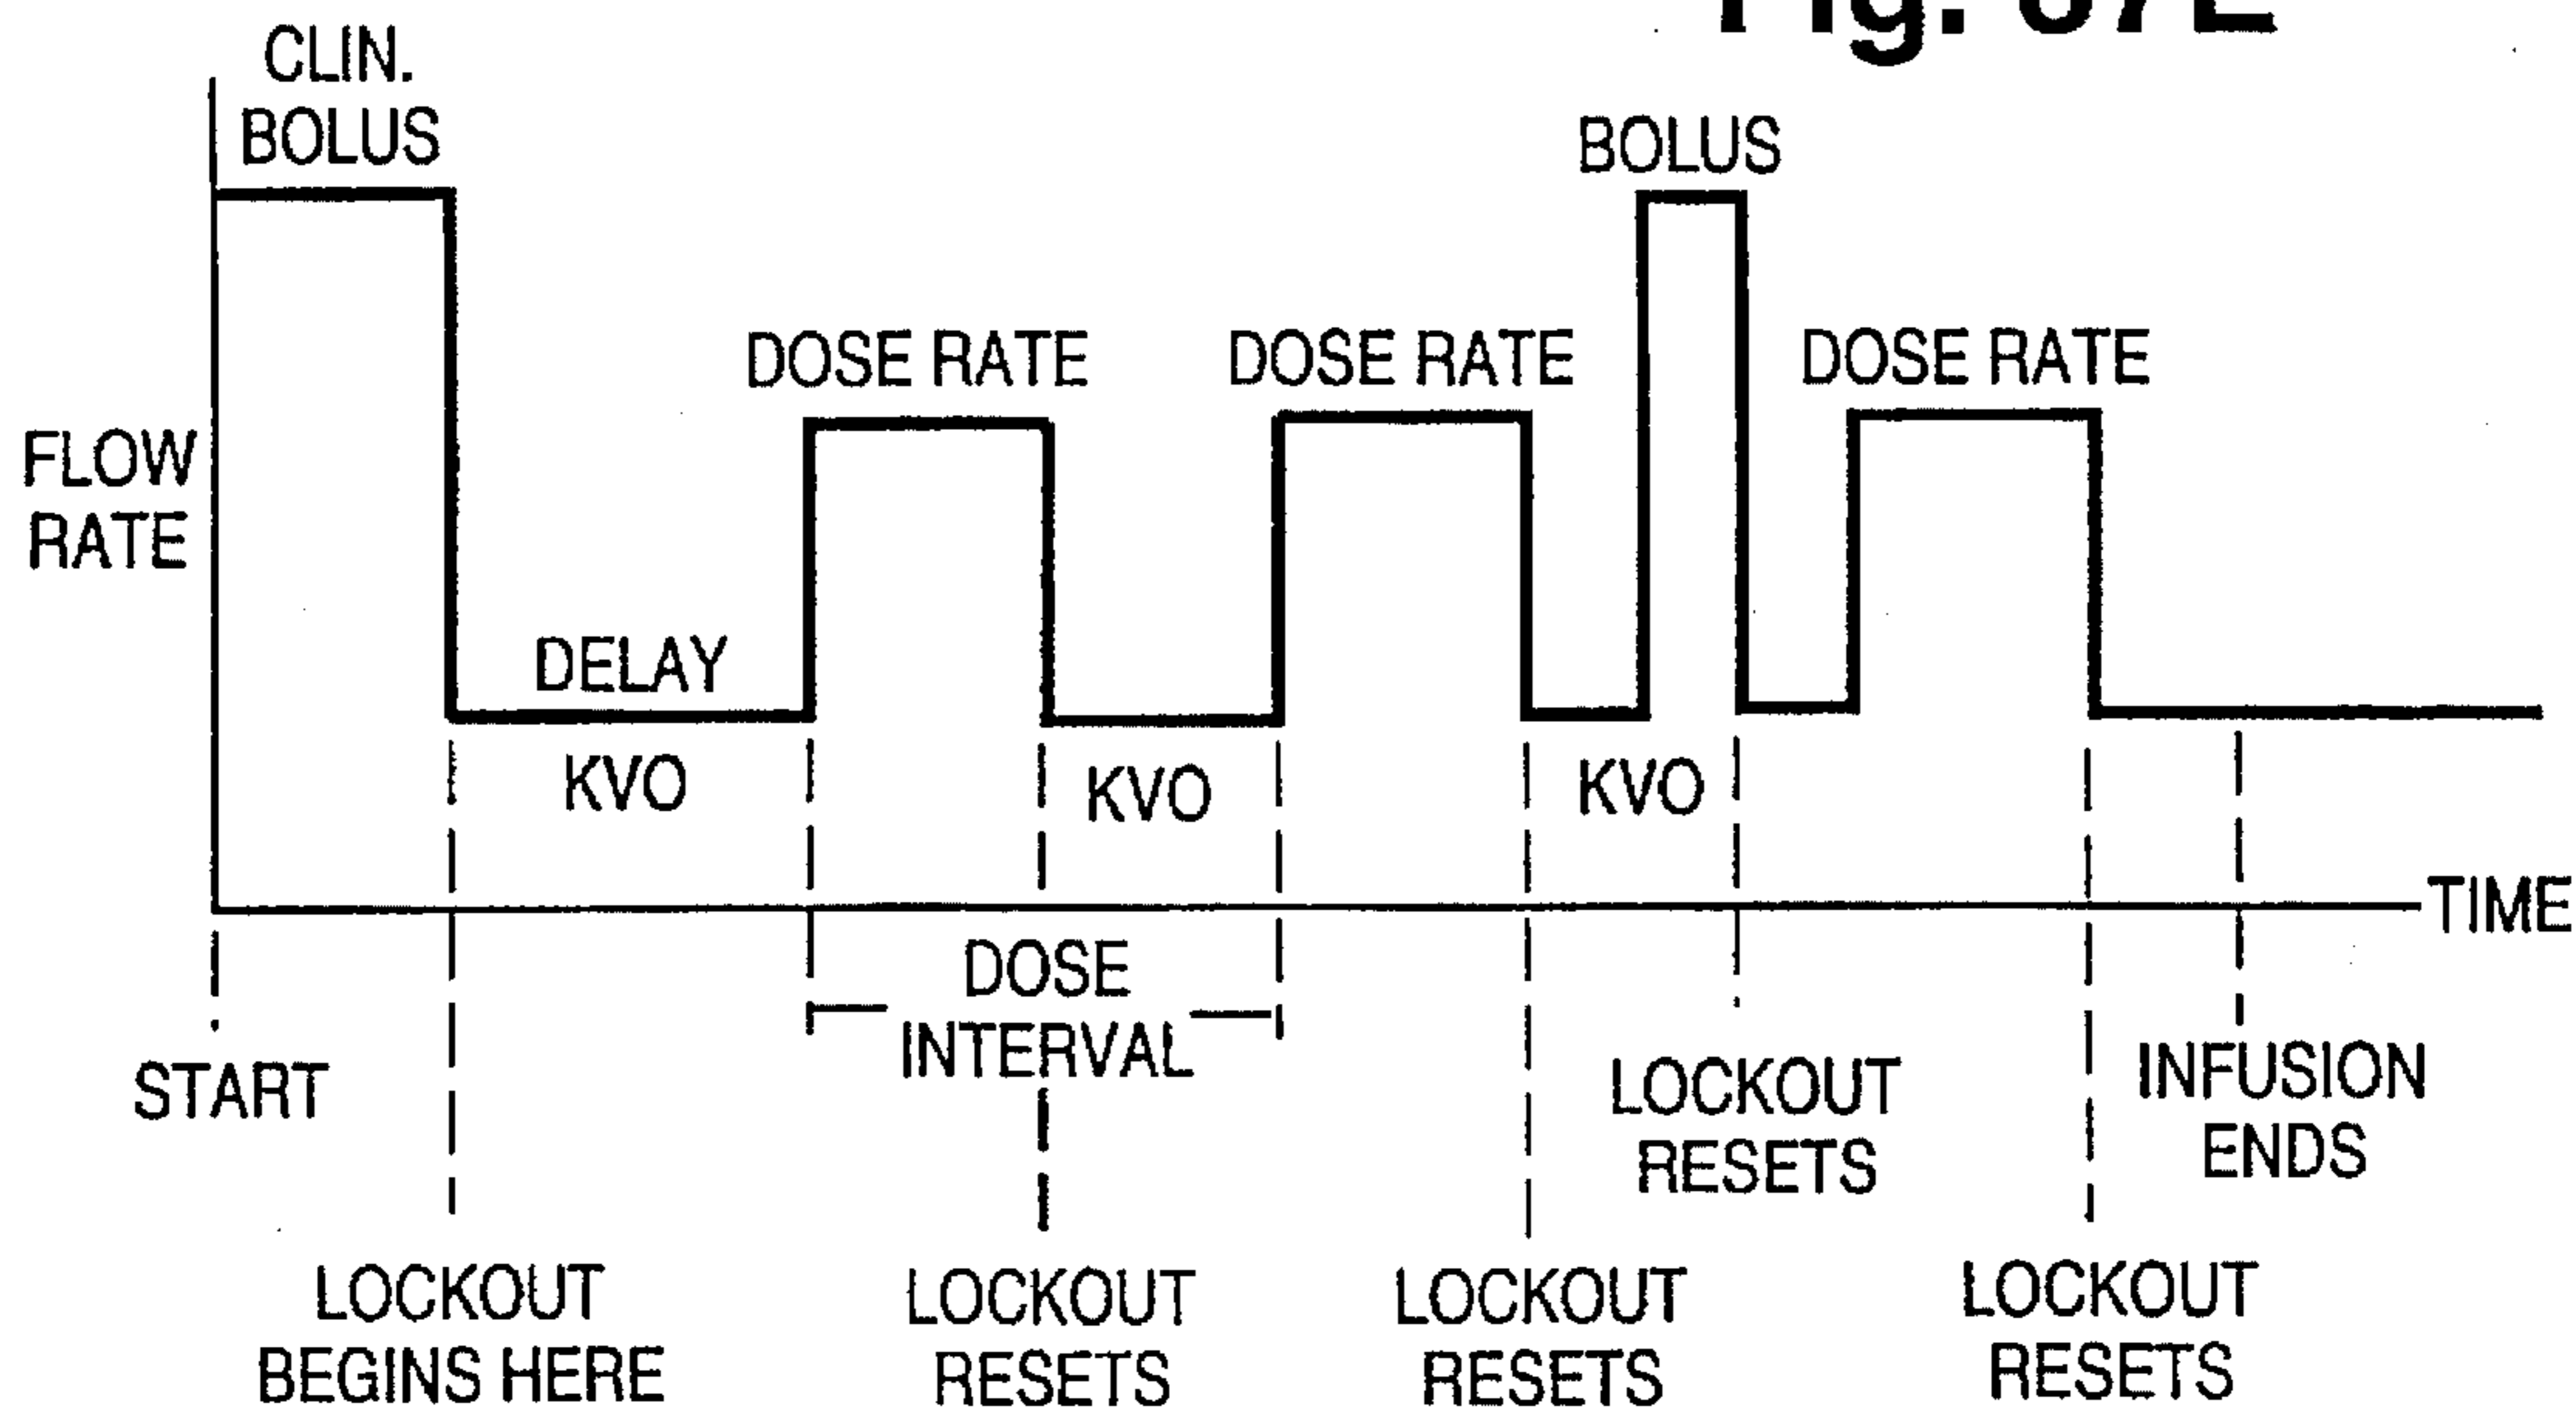 CLIN.
BOLUS
BOLUS
DOSE RATE
DOSE RATE
DOSE RATE
FLOW
RATE
DELAY
KVO
KVO
KVO
TIME
DOSE
INTERVAL
START
LOCKOUT
RESETS
INFUSION
ENDS
LOCKOUT
BEGINS HERE
LOCKOUT
RESETS
LOCKOUT
RESETS
LOCKOUT
RESETS